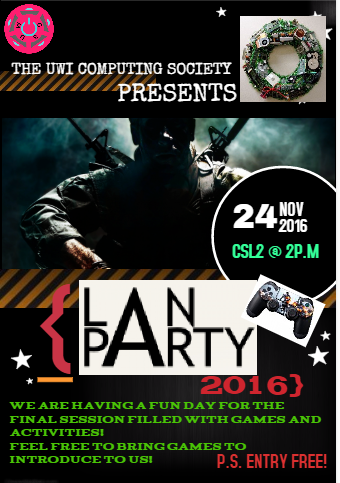 THE UWI COMPUTING SOCIETY
PRESENTS
24 NOV
2016
CSL2 @ 2P.M
{ LAN
PARTY
2016}
WE ARE HAVING A FUN DAY FOR THE
FINAL SESSION FILLED WITH GAMES AND
ACTIVITIES!
FEEL FREE TO BRING GAMES TO
INTRODUCE TO US!
P.S. ENTRY FREE!